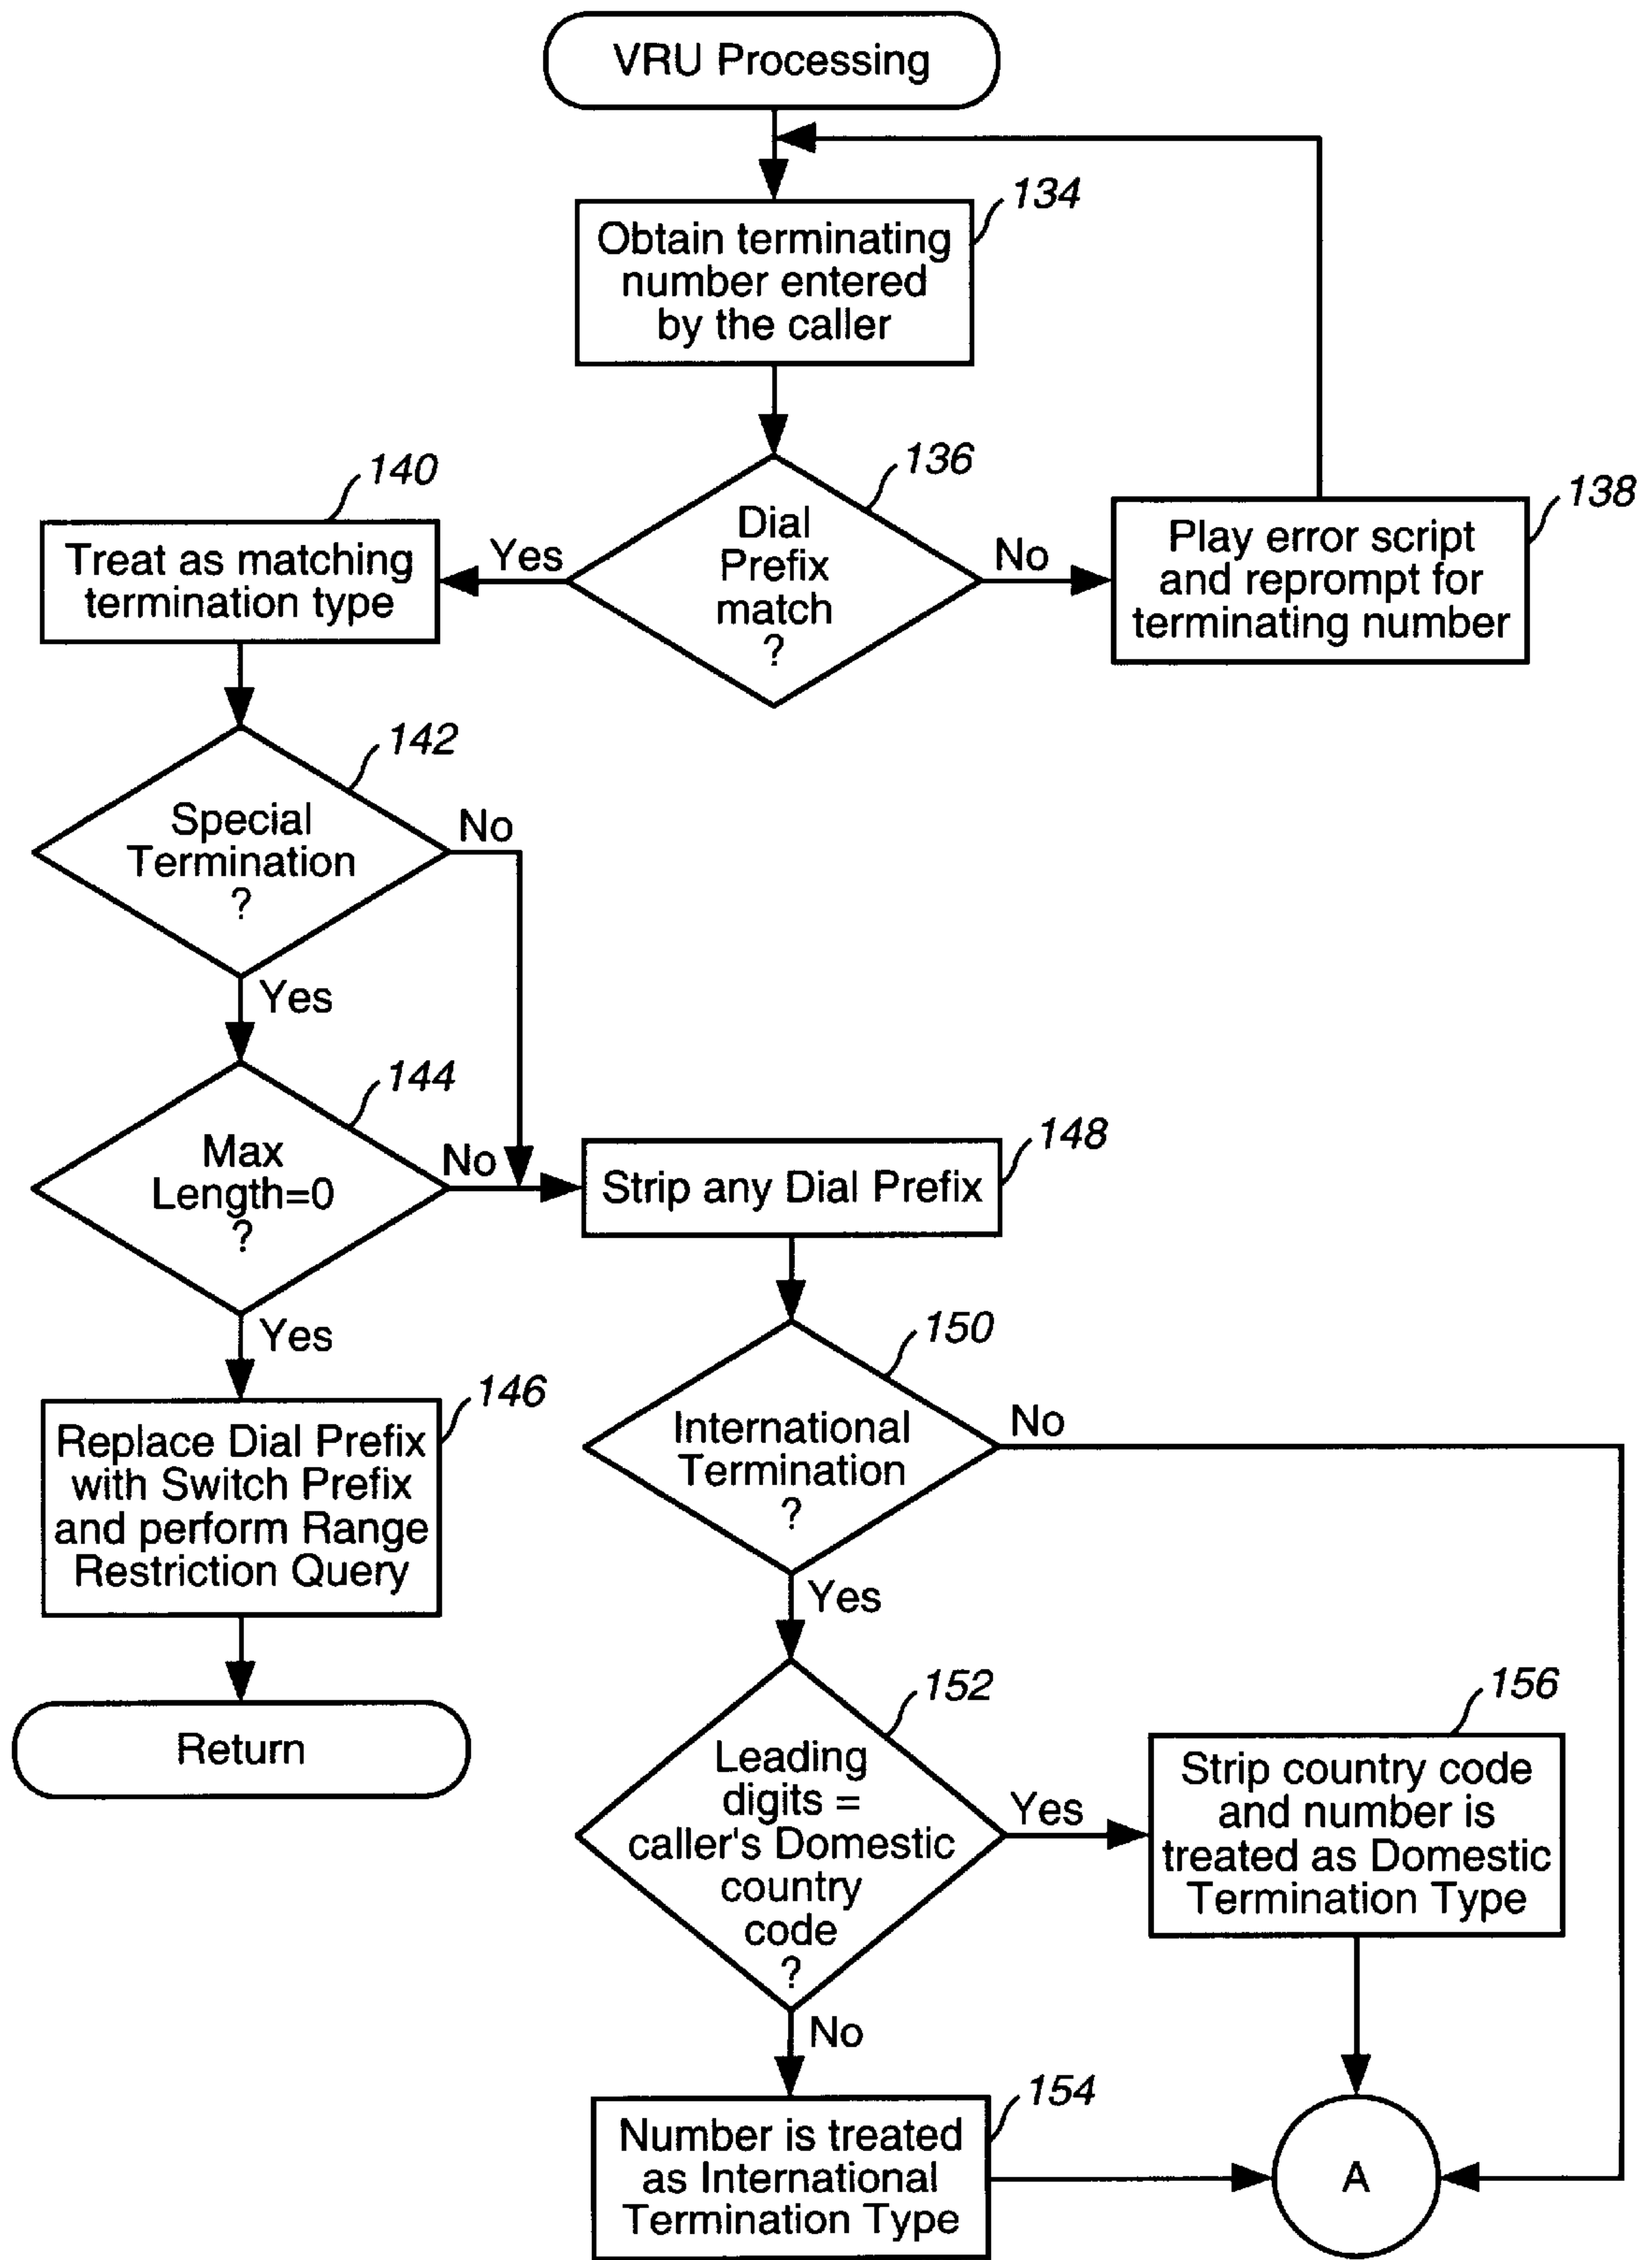 VRU Processing
134
Obtain terminating
number entered
by the caller
136
Dial
Prefix
match
?
Yes
No
138
Play error script
and reprompt for
terminating number
140
Treat as matching
termination type
142
Special
Termination
?
No
Yes
144
Max
Length=0
?
No
Yes
146
Replace Dial Prefix
with Switch Prefix
and perform Range
Restriction Query
Return
148
Strip any Dial Prefix
150
International
Termination
?
No
Yes
152
Leading
digits =
caller's Domestic
country
code
?
Yes
No
156
Strip country code
and number is
treated as Domestic
Termination Type
154
Number is treated
as International
Termination Type
A